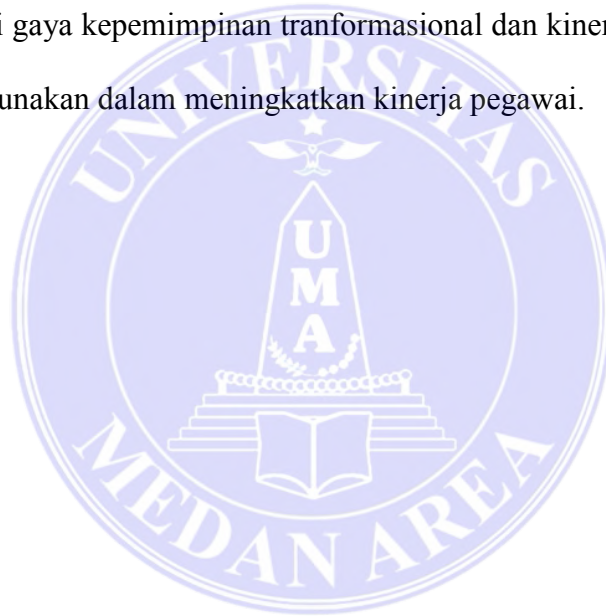 i gaya kepemimpinan tranformasional dan kiner
unakan dalam meningkatkan kinerja pegawai.
UNIVERSITAS
U
M
A
MEDAN AREA